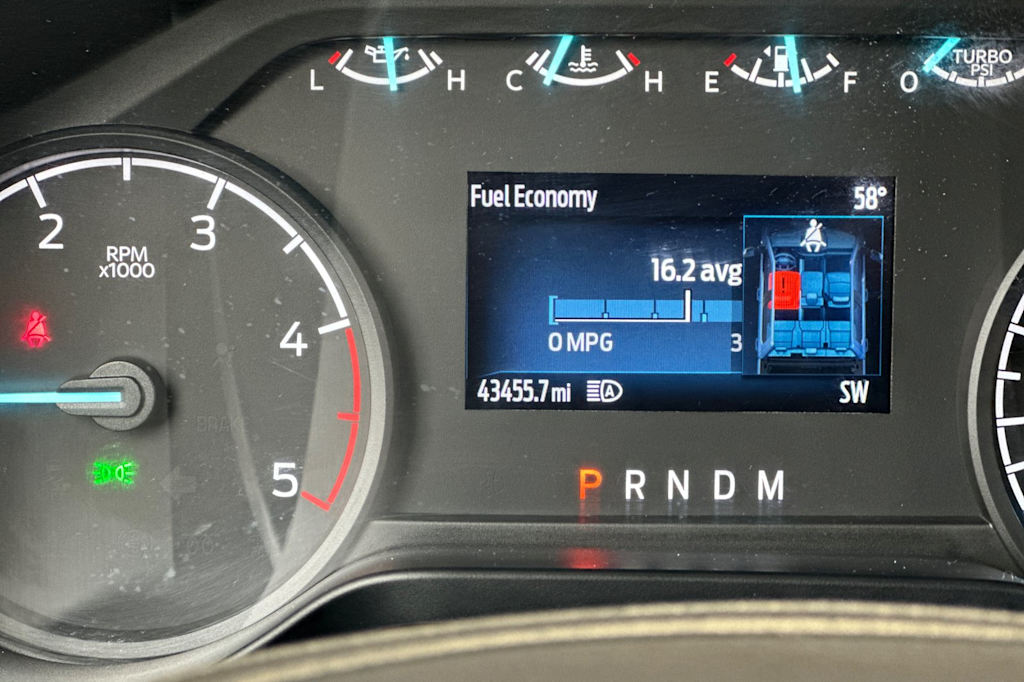 L H C H E F O TURBO
PSI
Fuel Economy 58°
2 3
RPM
x1000
16.2 avg
4
0 MPG 3
43455.7 mi A SW
BRAK
5
P R N D M